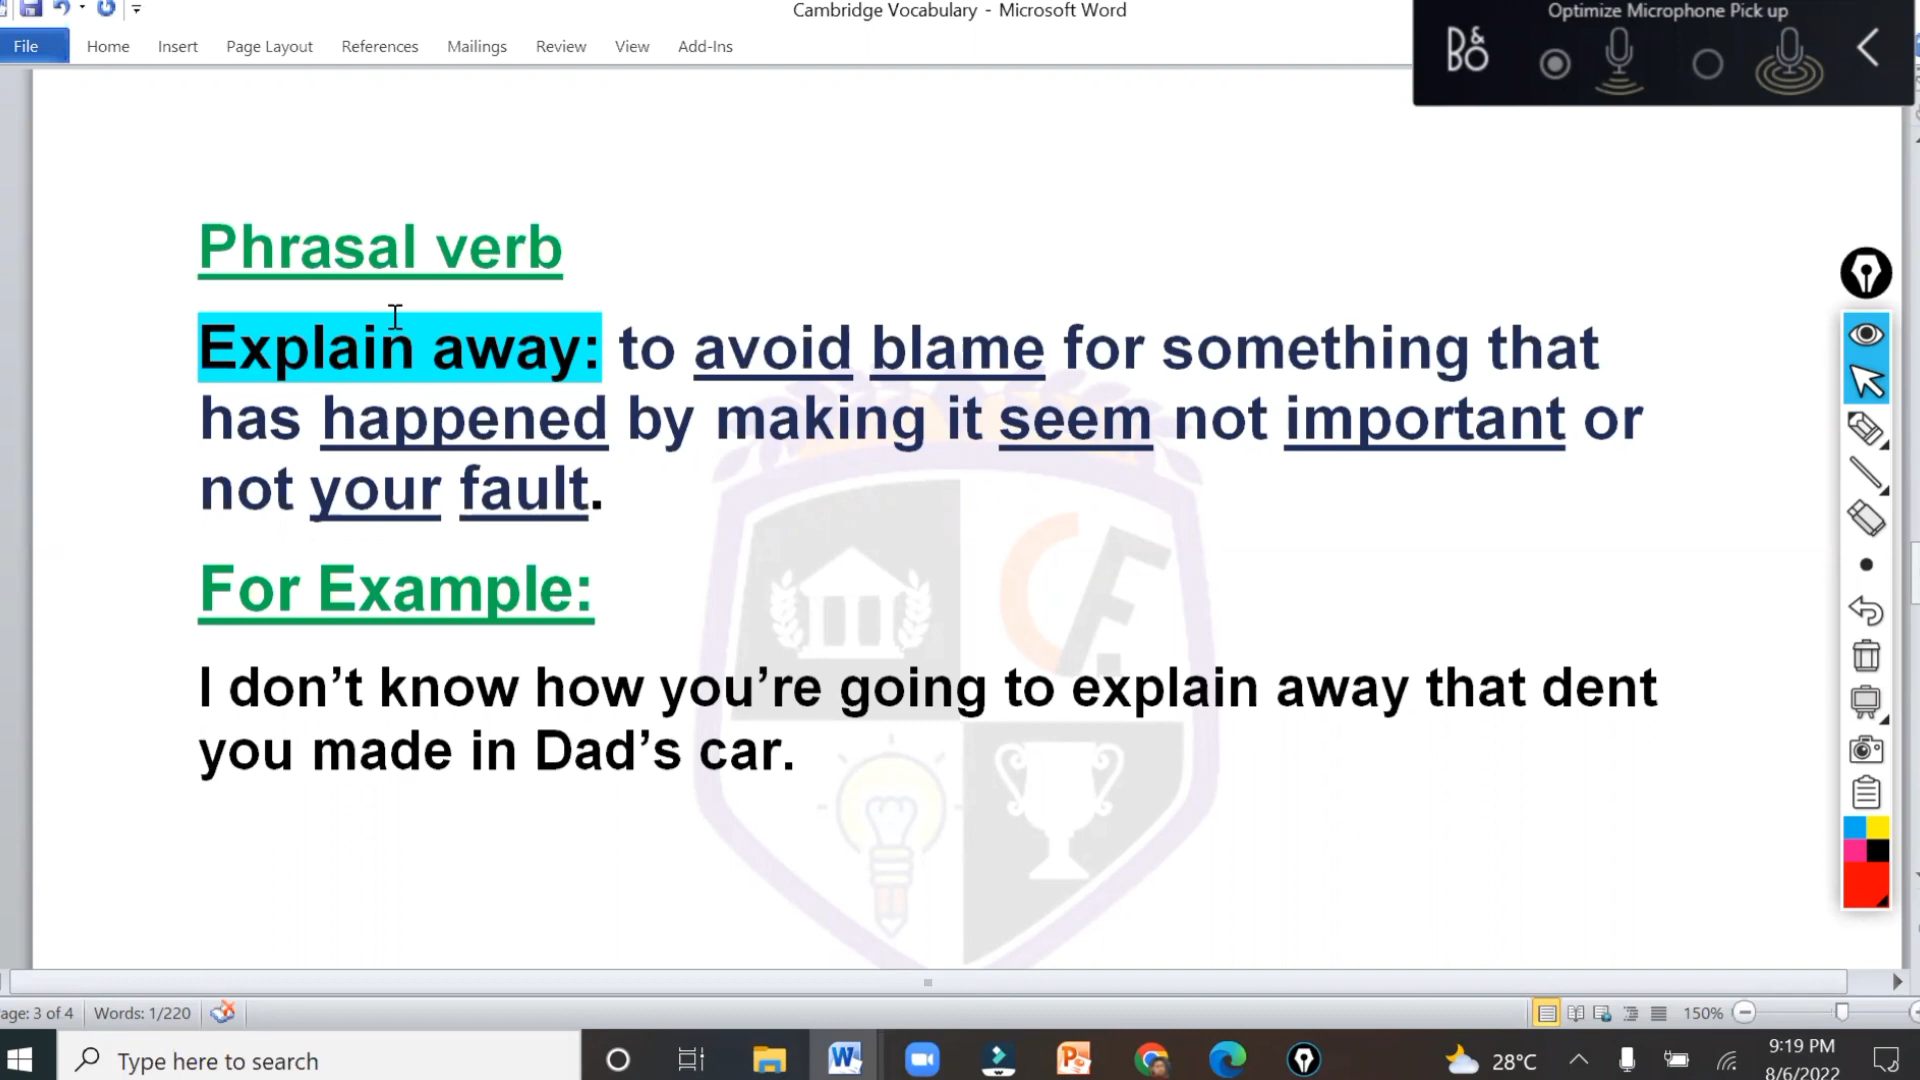 Cambridge Vocabulary - Microsoft Word
Optimize Microphone Pick up
B&O
File Home Insert Page Layout References Mailings Review View Add-Ins
Phrasal verb
Explain away: to avoid blame for something that
has happened by making it seem not important or
not your fault.
For Example:
I don’t know how you’re going to explain away that dent
you made in Dad’s car.
CF
age: 3 of 4 Words: 1/220 150%
Type here to search
W
P
28°C
9:19 PM
8/6/2022